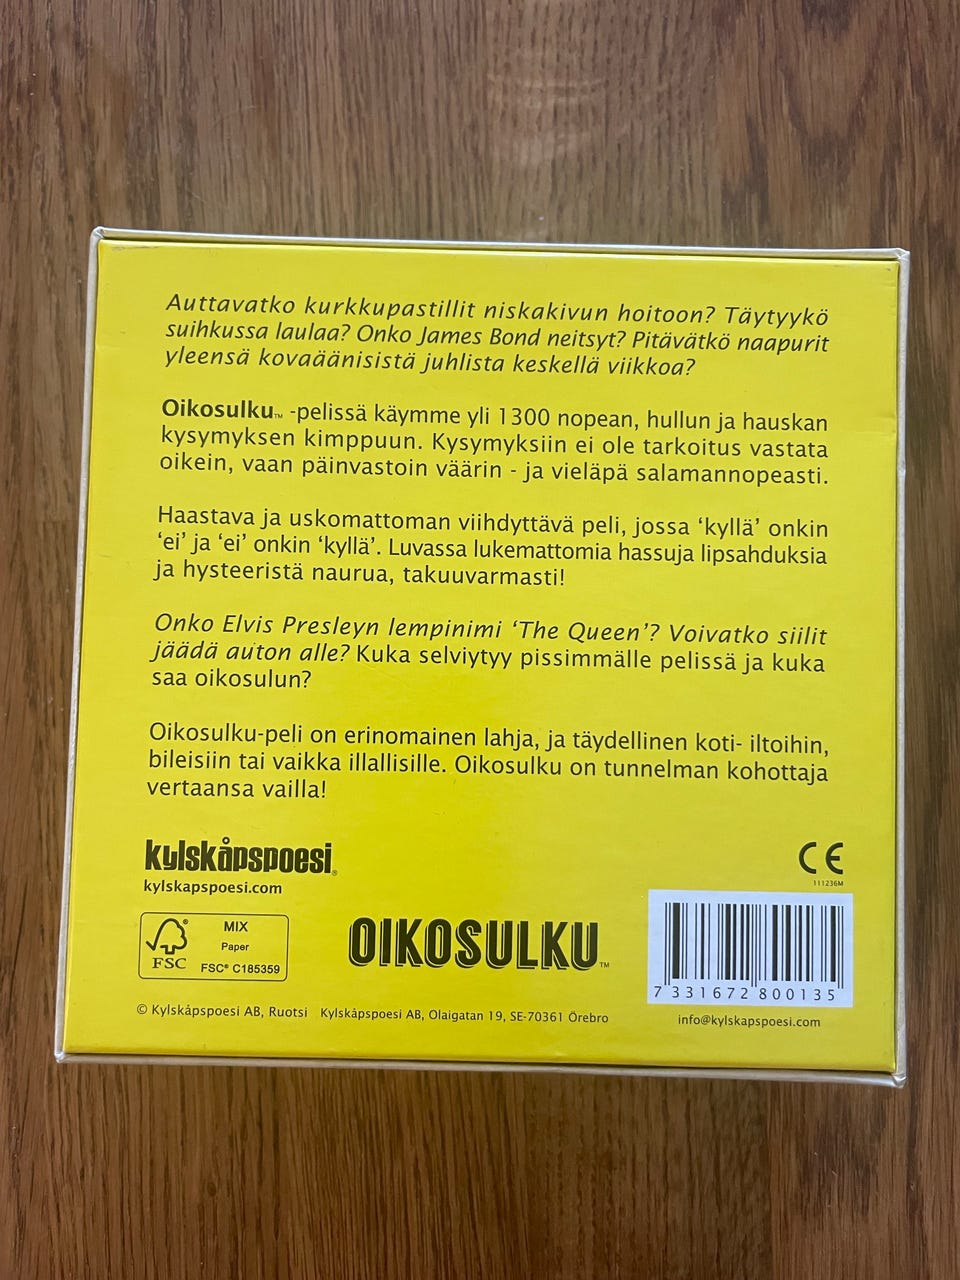 Auttavatko kurkkupastillit niskakivun hoitoon? Täytyykö
suihkussa laulaa? Onko James Bond neitsyt? Pitävätkö naapurit
yleensä kovaäänisistä juhlista keskellä viikkoa?
Oikosulku™ -pelissä käymme yli 1300 nopean, hullun ja hauskan
kysymyksen kimppuun. Kysymyksiin ei ole tarkoitus vastata
oikein, vaan päinvastoin väärin - ja vieläpä salamannopeasti.
Haastava ja uskomattoman viihdyttävä peli, jossa ‘kyllä’ onkin
‘ei’ ja ‘ei’ onkin ‘kyllä’. Luvassa lukemattomia hassuja lipsahduksia
ja hysteeristä naurua, takuuvarmasti!
Onko Elvis Presleyn lempinimi ‘The Queen’? Voivatko siilit
jäädä auton alle? Kuka selviytyy pissimmälle pelissä ja kuka
saa oikosulun?
Oikosulku-peli on erinomainen lahja, ja täydellinen koti- iltoihin,
bileisiin tai vaikka illallisille. Oikosulku on tunnelman kohottaja
vertaansa vailla!
kylskåpspoesi®
kylskapspoesi.com
CE
111236M
FSC®
MIX
Paper
FSC® C185359
OIKOSULKU™
7 331672 800135
© Kylskåpspoesi AB, Ruotsi Kylskåpspoesi AB, Olaigatan 19, SE-70361 Örebro
info@kylskapspoesi.com